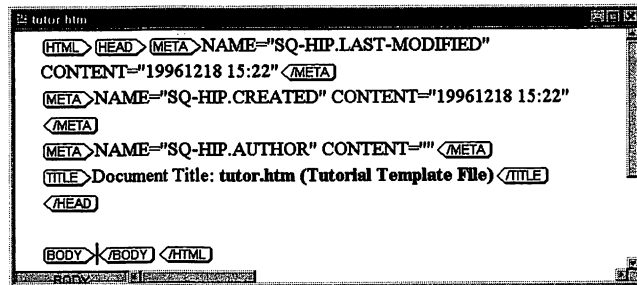 tutor.htm
HTML HEAD META NAME="SQ-HIP.LAST-MODIFIED"
CONTENT="19961218 15:22" /META
META NAME="SQ-HIP.CREATED" CONTENT="19961218 15:22"
/META
META NAME="SQ-HIP.AUTHOR" CONTENT="" /META
TITLE Document Title: tutor.htm (Tutorial Template File) /TITLE
/HEAD
BODY /BODY /HTML
BODY